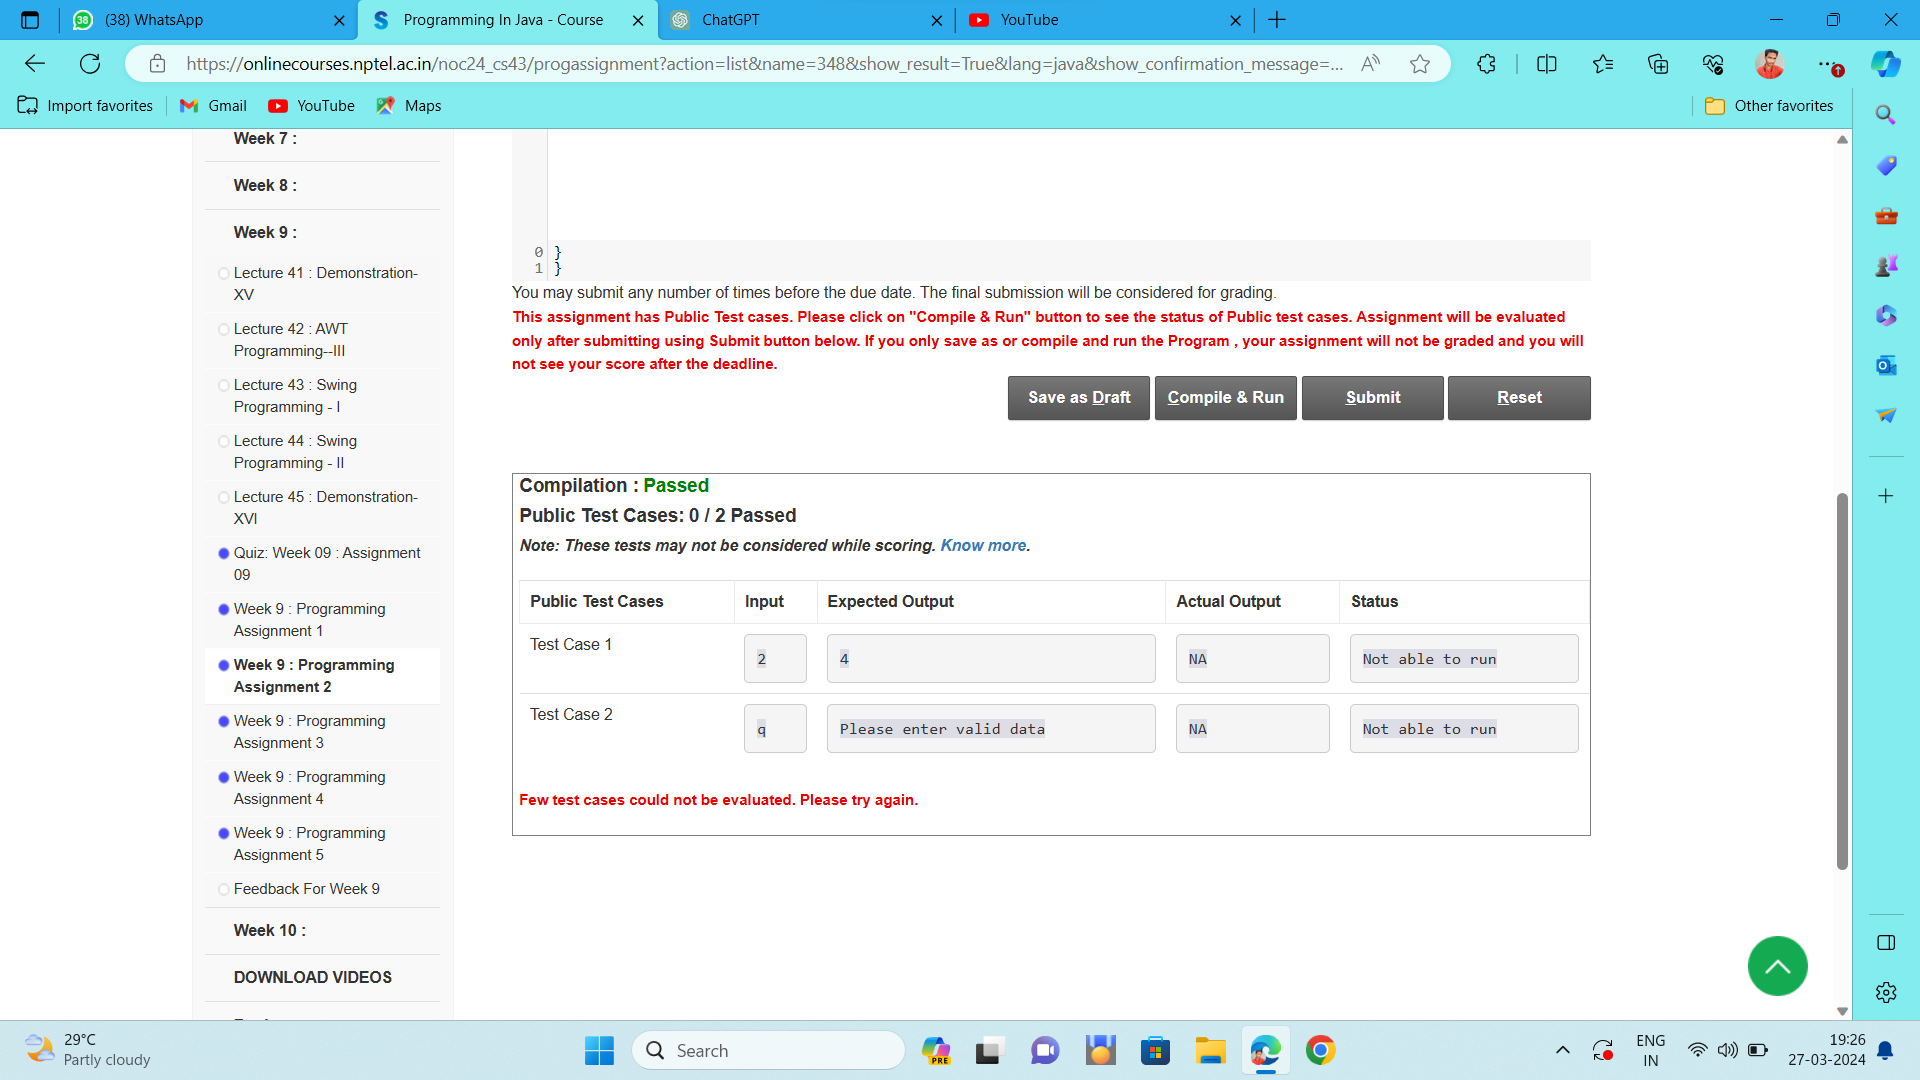 38
(38) WhatsApp
Programming In Java - Course
ChatGPT
YouTube
https://onlinecourses.nptel.ac.in/noc24_cs43/progassignment?action=list&name=348&show_result=True&lang=java&show_confirmation_message=...
Import favorites
Gmail
YouTube
Maps
Other favorites
Week 7 :
Week 8 :
Week 9 :
Lecture 41 : Demonstration-
XV
Lecture 42 : AWT
Programming--III
Lecture 43 : Swing
Programming - I
Lecture 44 : Swing
Programming - II
Lecture 45 : Demonstration-
XVI
Quiz: Week 09 : Assignment
09
Week 9 : Programming
Assignment 1
Week 9 : Programming
Assignment 2
Week 9 : Programming
Assignment 3
Week 9 : Programming
Assignment 4
Week 9 : Programming
Assignment 5
Feedback For Week 9
Week 10 :
DOWNLOAD VIDEOS
0 }
1 }
You may submit any number of times before the due date. The final submission will be considered for grading.
This assignment has Public Test cases. Please click on "Compile & Run" button to see the status of Public test cases. Assignment will be evaluated
only after submitting using Submit button below. If you only save as or compile and run the Program , your assignment will not be graded and you will
not see your score after the deadline.
Save as Draft Compile & Run Submit Reset
Compilation : Passed
Public Test Cases: 0 / 2 Passed
Note: These tests may not be considered while scoring. Know more.
Public Test Cases Input Expected Output Actual Output Status
Test Case 1 2 4 NA Not able to run
Test Case 2 q Please enter valid data NA Not able to run
Few test cases could not be evaluated. Please try again.
29°C
Partly cloudy
Search
PRE
ENG
IN
19:26
27-03-2024